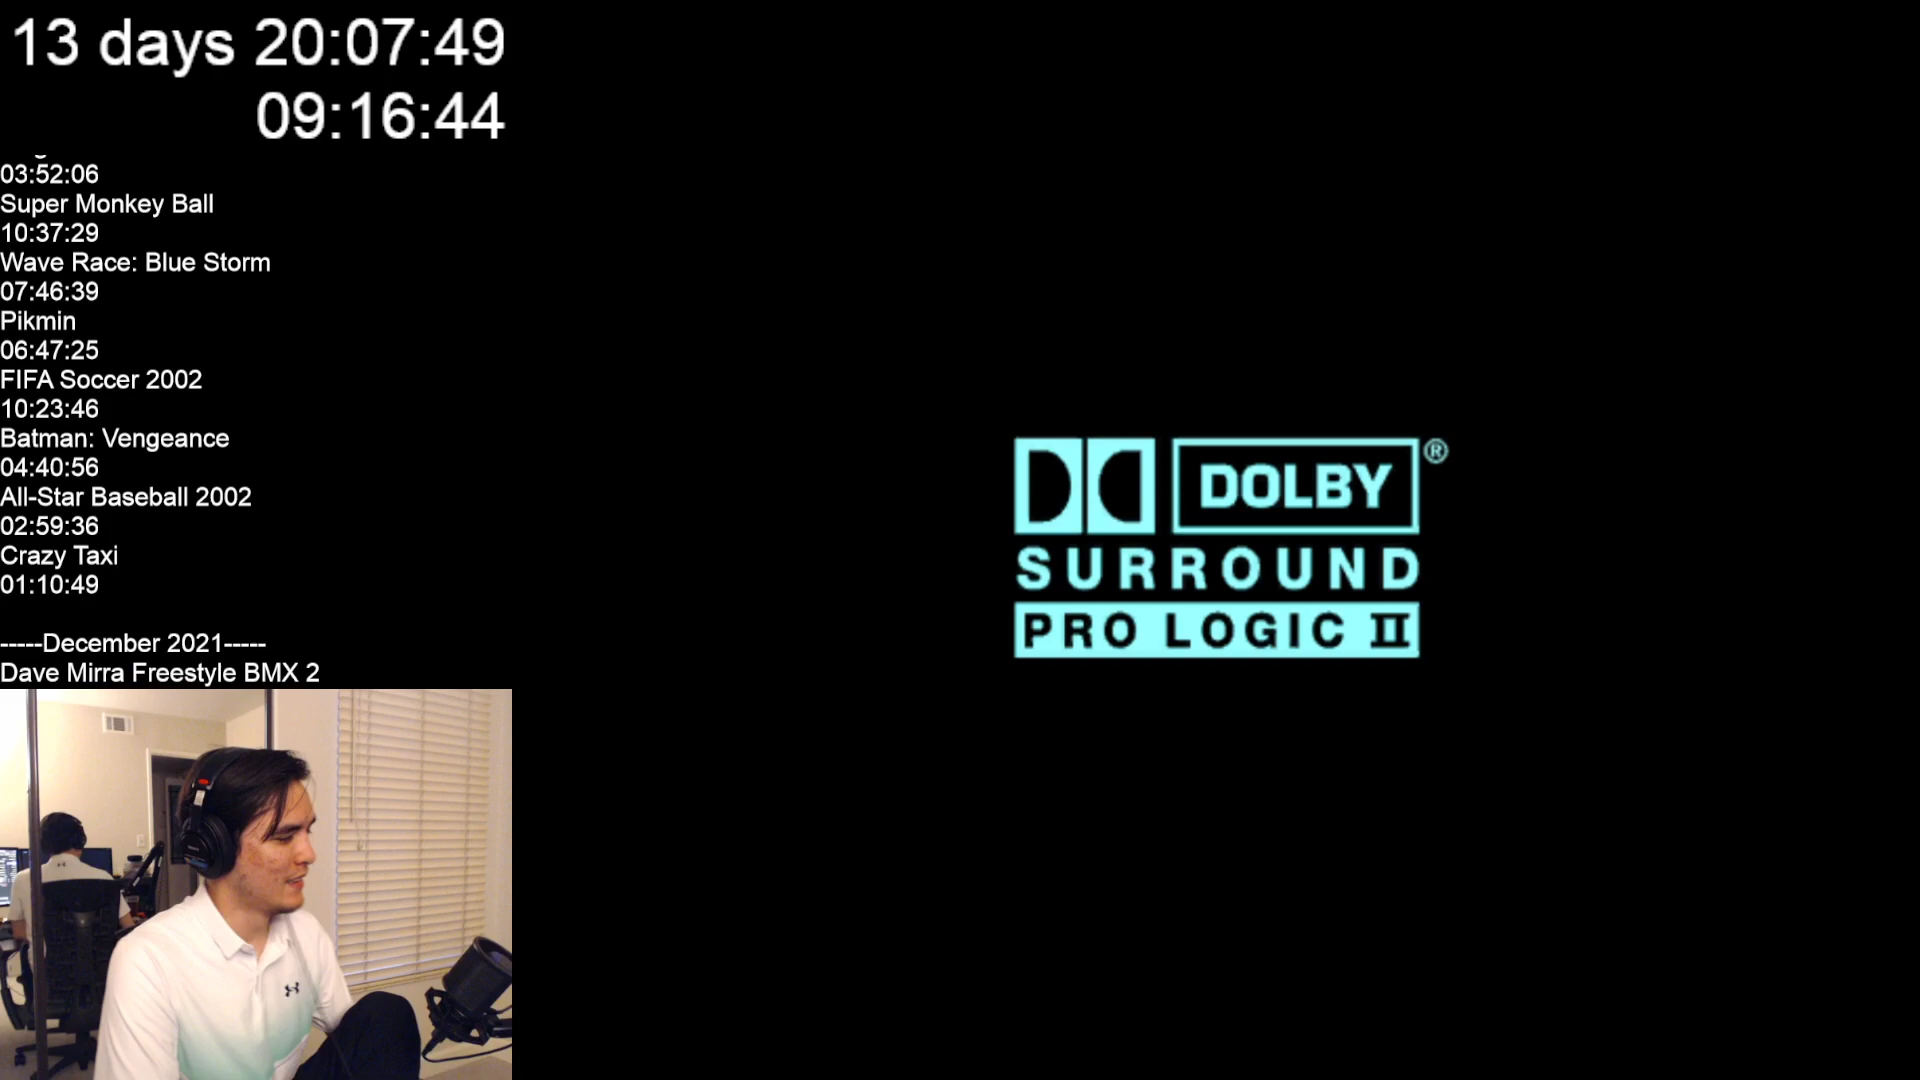 13 days 20:07:49
09:16:44
03:52:06
Super Monkey Ball
10:37:29
Wave Race: Blue Storm
07:46:39
Pikmin
06:47:25
FIFA Soccer 2002
10:23:46
Batman: Vengeance
04:40:56
All-Star Baseball 2002
02:59:36
Crazy Taxi
01:10:49
-----December 2021-----
Dave Mirra Freestyle BMX 2
DOLBY®
SURROUND
PRO LOGIC II